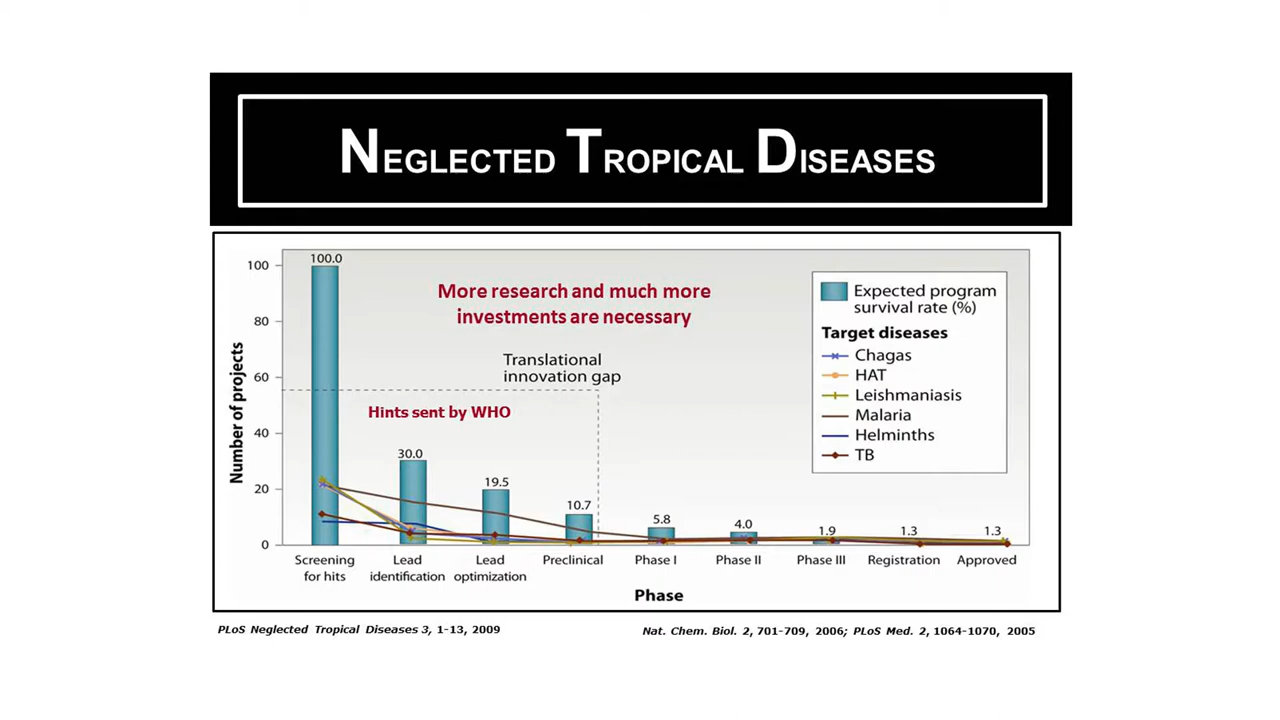 NEGLECTED TROPICAL DISEASES
100.0
100
More research and much more
investments are necessary
Expected program
survival rate (%)
80
Target diseases
Translational
innovation gap
Chagas
60
HAT
Leishmaniasis
Hints sent by WHO
Malaria
40
Helminths
30.0
TB
Number of projects
19.5
20
10.7
5.8
4.0
1.9
1.3
1.3
0
Screening
for hits
Lead
identification
Lead
optimization
Preclinical
Phase I
Phase II
Phase III
Registration
Approved
Phase
PLoS Neglected Tropical Diseases 3, 1-13, 2009
Nat. Chem. Biol. 2, 701-709, 2006; PLoS Med. 2, 1064-1070, 2005